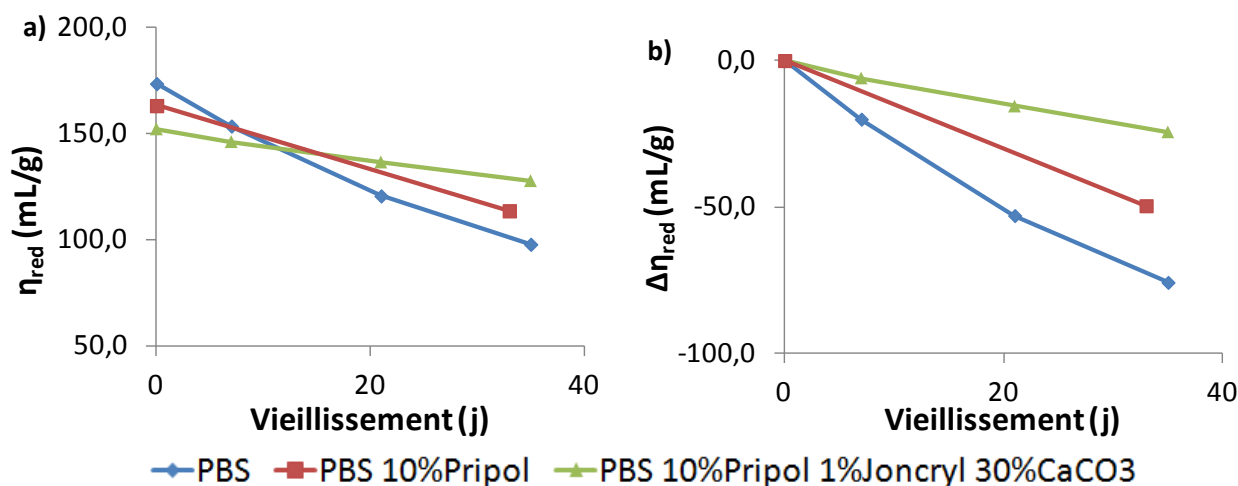 a)
200,0
150,0
100,0
50,0
ηred (mL/g)
0
20
40
Vieillissement (j)
b)
0,0
-50,0
-100,0
Δηred (mL/g)
0
20
40
Vieillissement (j)
PBS
PBS 10%Pripol
PBS 10%Pripol 1%Joncryl 30%CaCO3